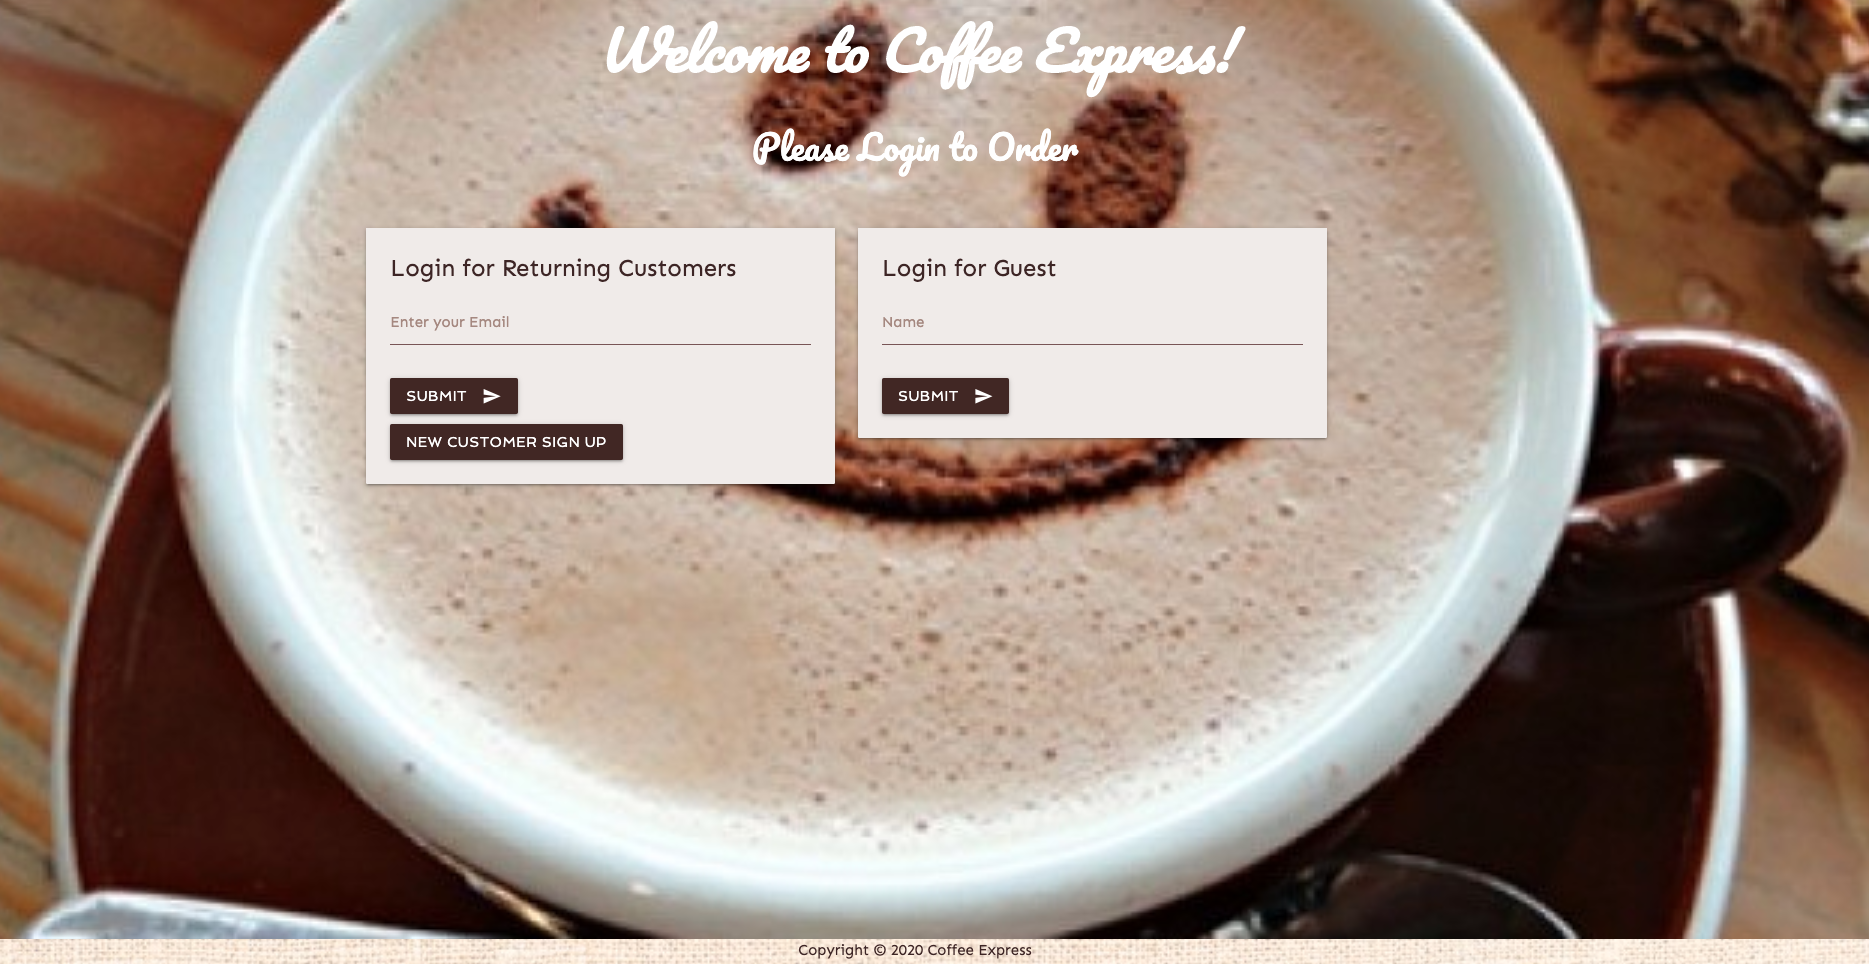 Welcome to Coffee Express!
Please Login to Order
Login for Returning Customers
Enter your Email
SUBMIT
NEW CUSTOMER SIGN UP
Login for Guest
Name
SUBMIT
Copyright © 2020 Coffee Express